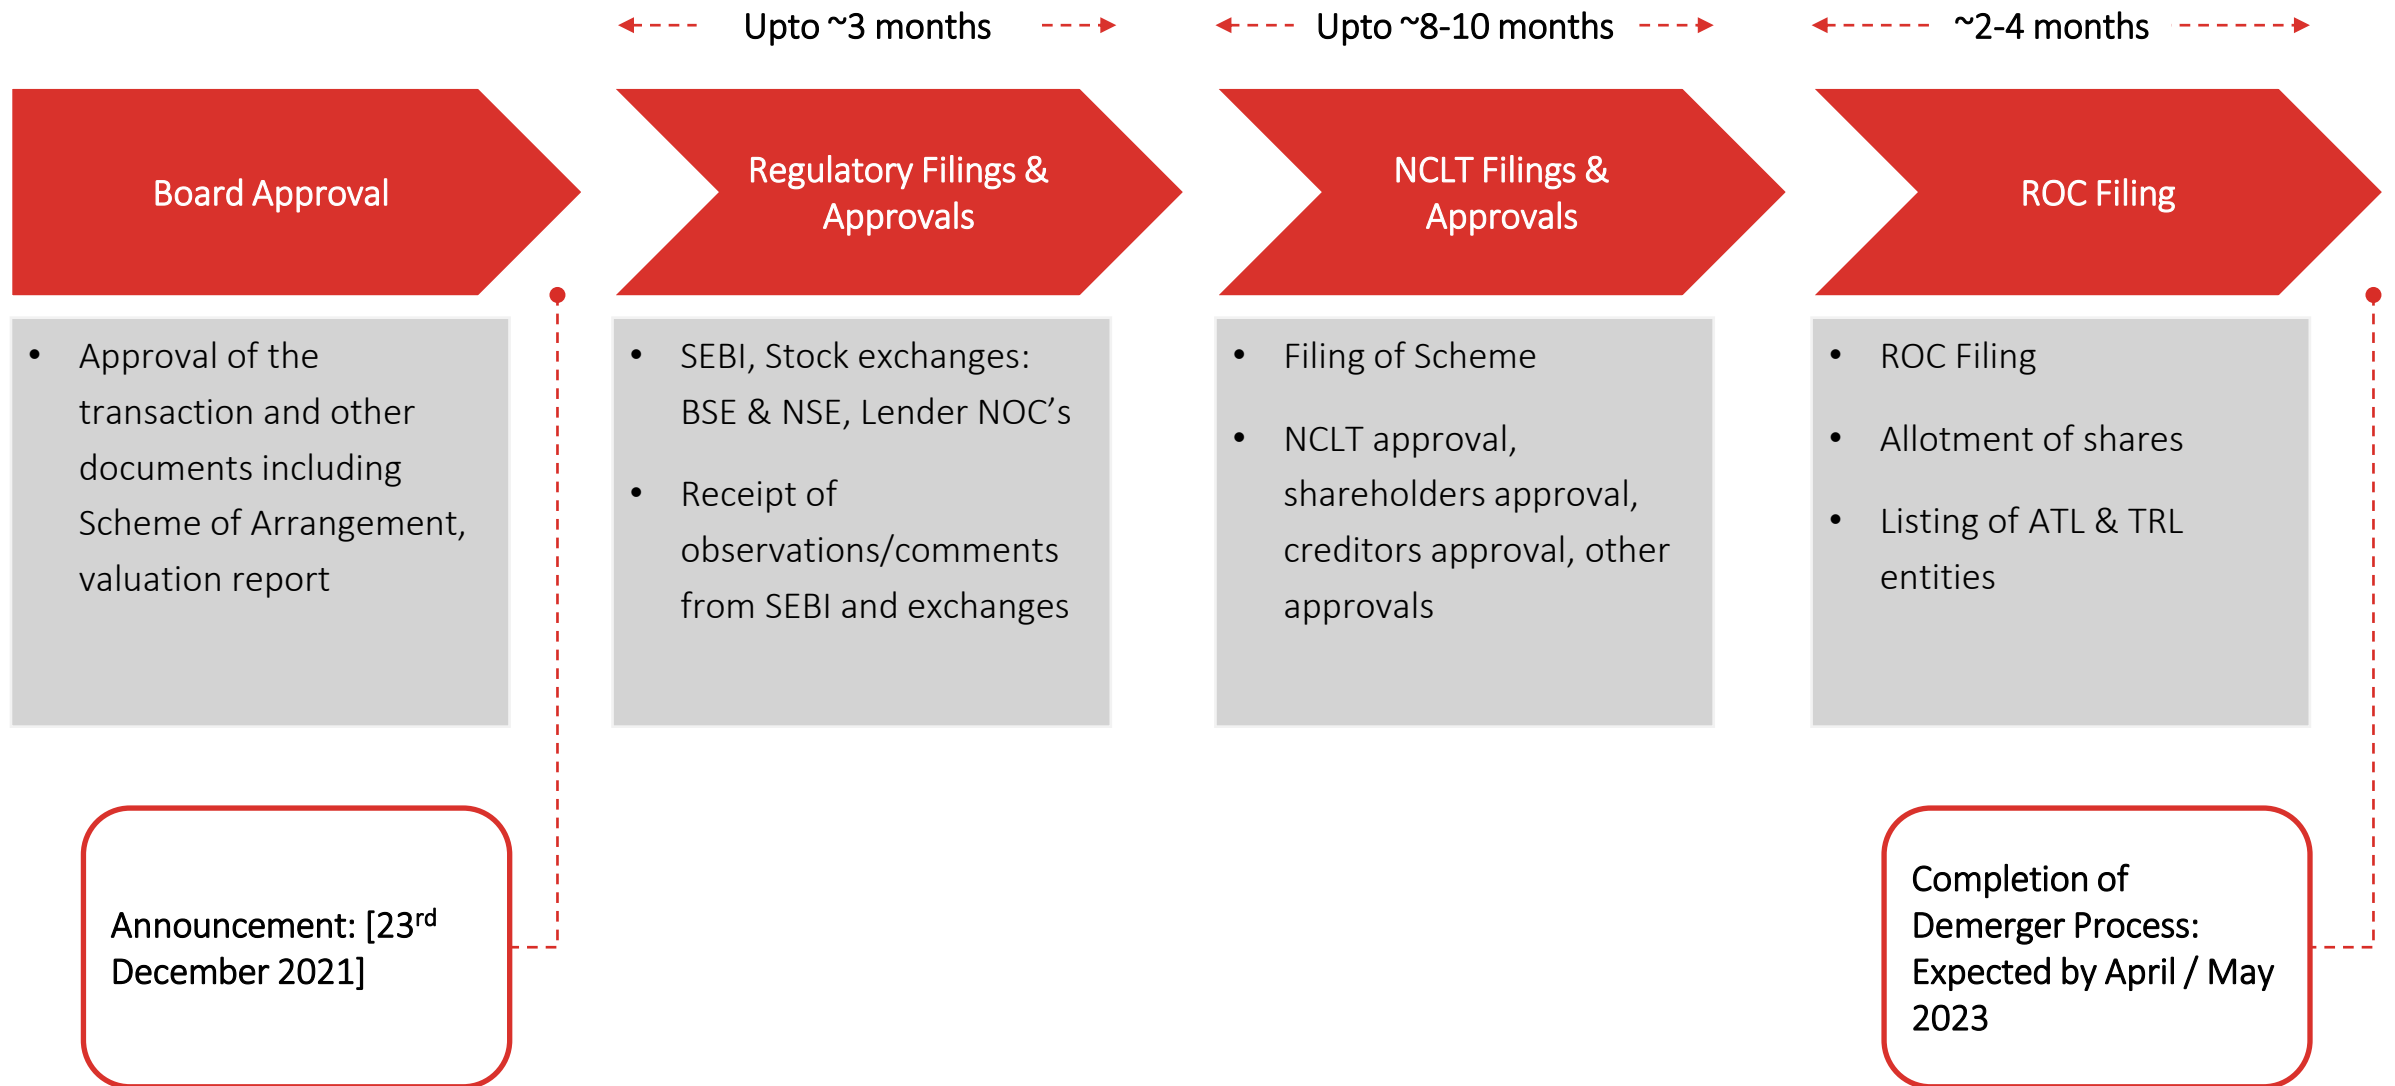 Upto ~3 months
Upto ~8-10 months
~2-4 months
Board Approval
Regulatory Filings &
Approvals
NCLT Filings &
Approvals
ROC Filing
• Approval of the
transaction and other
documents including
Scheme of Arrangement,
valuation report
• SEBI, Stock exchanges:
BSE & NSE, Lender NOC’s
• Receipt of
observations/comments
from SEBI and exchanges
• Filing of Scheme
• NCLT approval,
shareholders approval,
creditors approval, other
approvals
• ROC Filing
• Allotment of shares
• Listing of ATL & TRL
entities
Announcement: [23rd
December 2021]
Completion of
Demerger Process:
Expected by April / May
2023